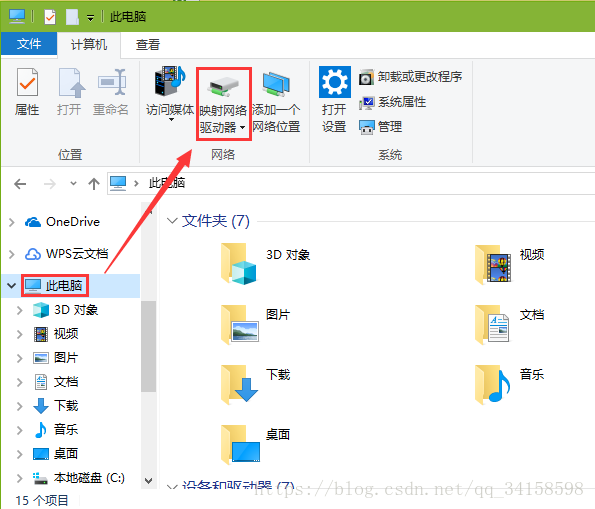 此电脑
文件 计算机 查看
属性 打开 重命名
位置
访问媒体
映射网络
驱动器
添加一个
网络位置
网络
打开
设置
卸载或更改程序
系统属性
管理
系统
此电脑
OneDrive
WPS云文档
此电脑
3D 对象
视频
图片
文档
下载
音乐
桌面
本地磁盘 (C:)
文件夹 (7)
3D 对象
视频
图片
文档
下载
音乐
桌面
设备和驱动器 (7)
15 个项目
https://blog.csdn.net/qq_34158598